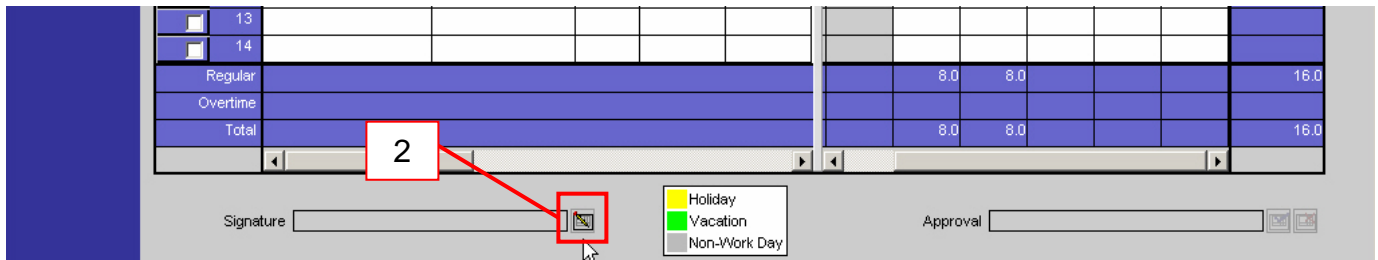 13
14
Regular 8.0 8.0 16.0
Overtime
Total 8.0 8.0 16.0
2
Signature
Holiday
Vacation
Non-Work Day
Approval